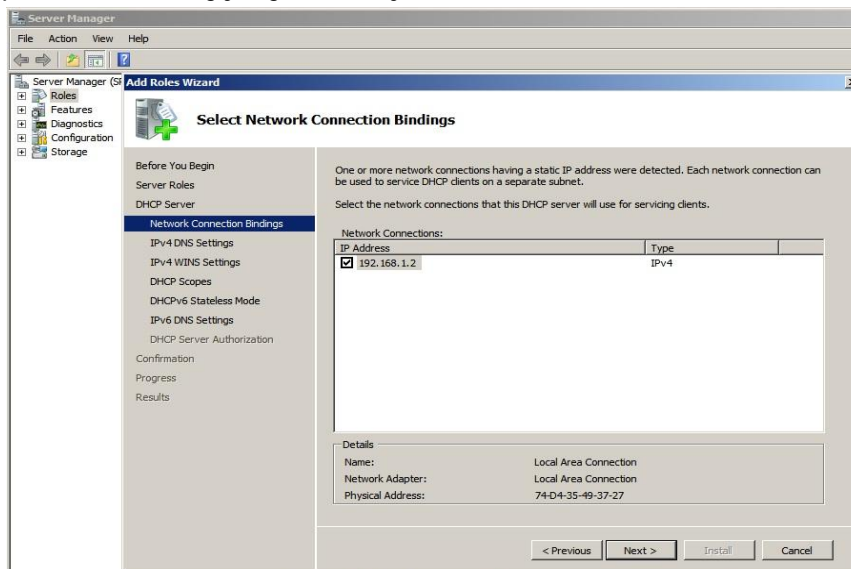 Server Manager
File Action View Help
Server Manager (SF
Roles
Features
Diagnostics
Configuration
Storage
Add Roles Wizard
Select Network Connection Bindings
Before You Begin
Server Roles
DHCP Server
Network Connection Bindings
IPv4 DNS Settings
IPv4 WINS Settings
DHCP Scopes
DHCPv6 Stateless Mode
IPv6 DNS Settings
DHCP Server Authorization
Confirmation
Progress
Results
One or more network connections having a static IP address were detected. Each network connection can
be used to service DHCP clients on a separate subnet.
Select the network connections that this DHCP server will use for servicing clients.
Network Connections:
IP Address Type
192.168.1.2 IPv4
Details
Name: Local Area Connection
Network Adapter: Local Area Connection
Physical Address: 74-D4-35-49-37-27
< Previous Next > Install Cancel